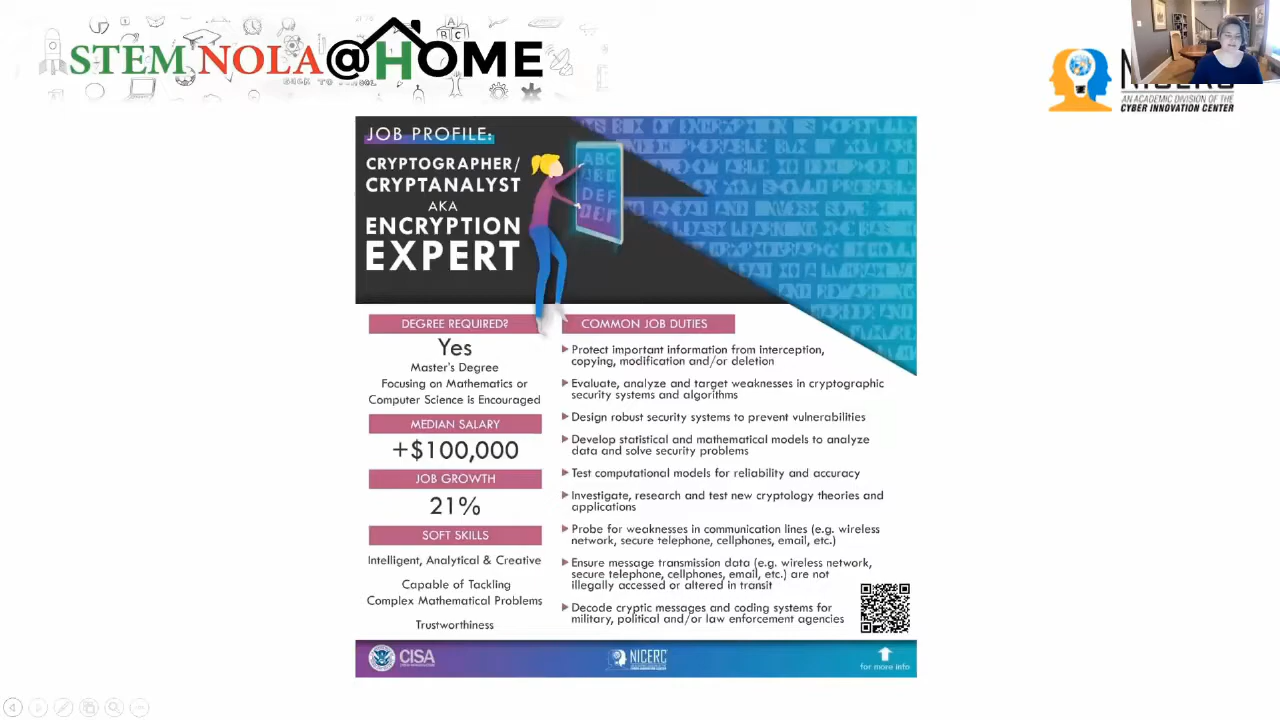 STEM NOLA@HOME
AN ACADEMIC DIVISION OF THE
CYBER INNOVATION CENTER
JOB PROFILE:
CRYPTOGRAPHER/
CRYPTANALYST
AKA
ENCRYPTION
EXPERT
ABC
DEF
DEGREE REQUIRED?
Yes
Master's Degree
Focusing on Mathematics or
Computer Science is Encouraged
MEDIAN SALARY
+$100,000
JOB GROWTH
21%
SOFT SKILLS
Intelligent, Analytical & Creative
Capable of Tackling
Complex Mathematical Problems
Trustworthiness
COMMON JOB DUTIES
Protect important information from interception,
copying, modification and/or deletion
Evaluate, analyze and target weaknesses in cryptographic
security systems and algorithms
Design robust security systems to prevent vulnerabilities
Develop statistical and mathematical models to analyze
data and solve security problems
Test computational models for reliability and accuracy
Investigate, research and test new cryptology theories and
applications
Probe for weaknesses in communication lines (e.g. wireless
network, secure telephone, cellphones, email, etc.)
Ensure message transmission data (e.g. wireless network,
secure telephone, cellphones, email, etc.) are not
illegally accessed or altered in transit
Decode cryptic messages and coding systems for
military, political and/or law enforcement agencies
CISA
NICERC
for more info